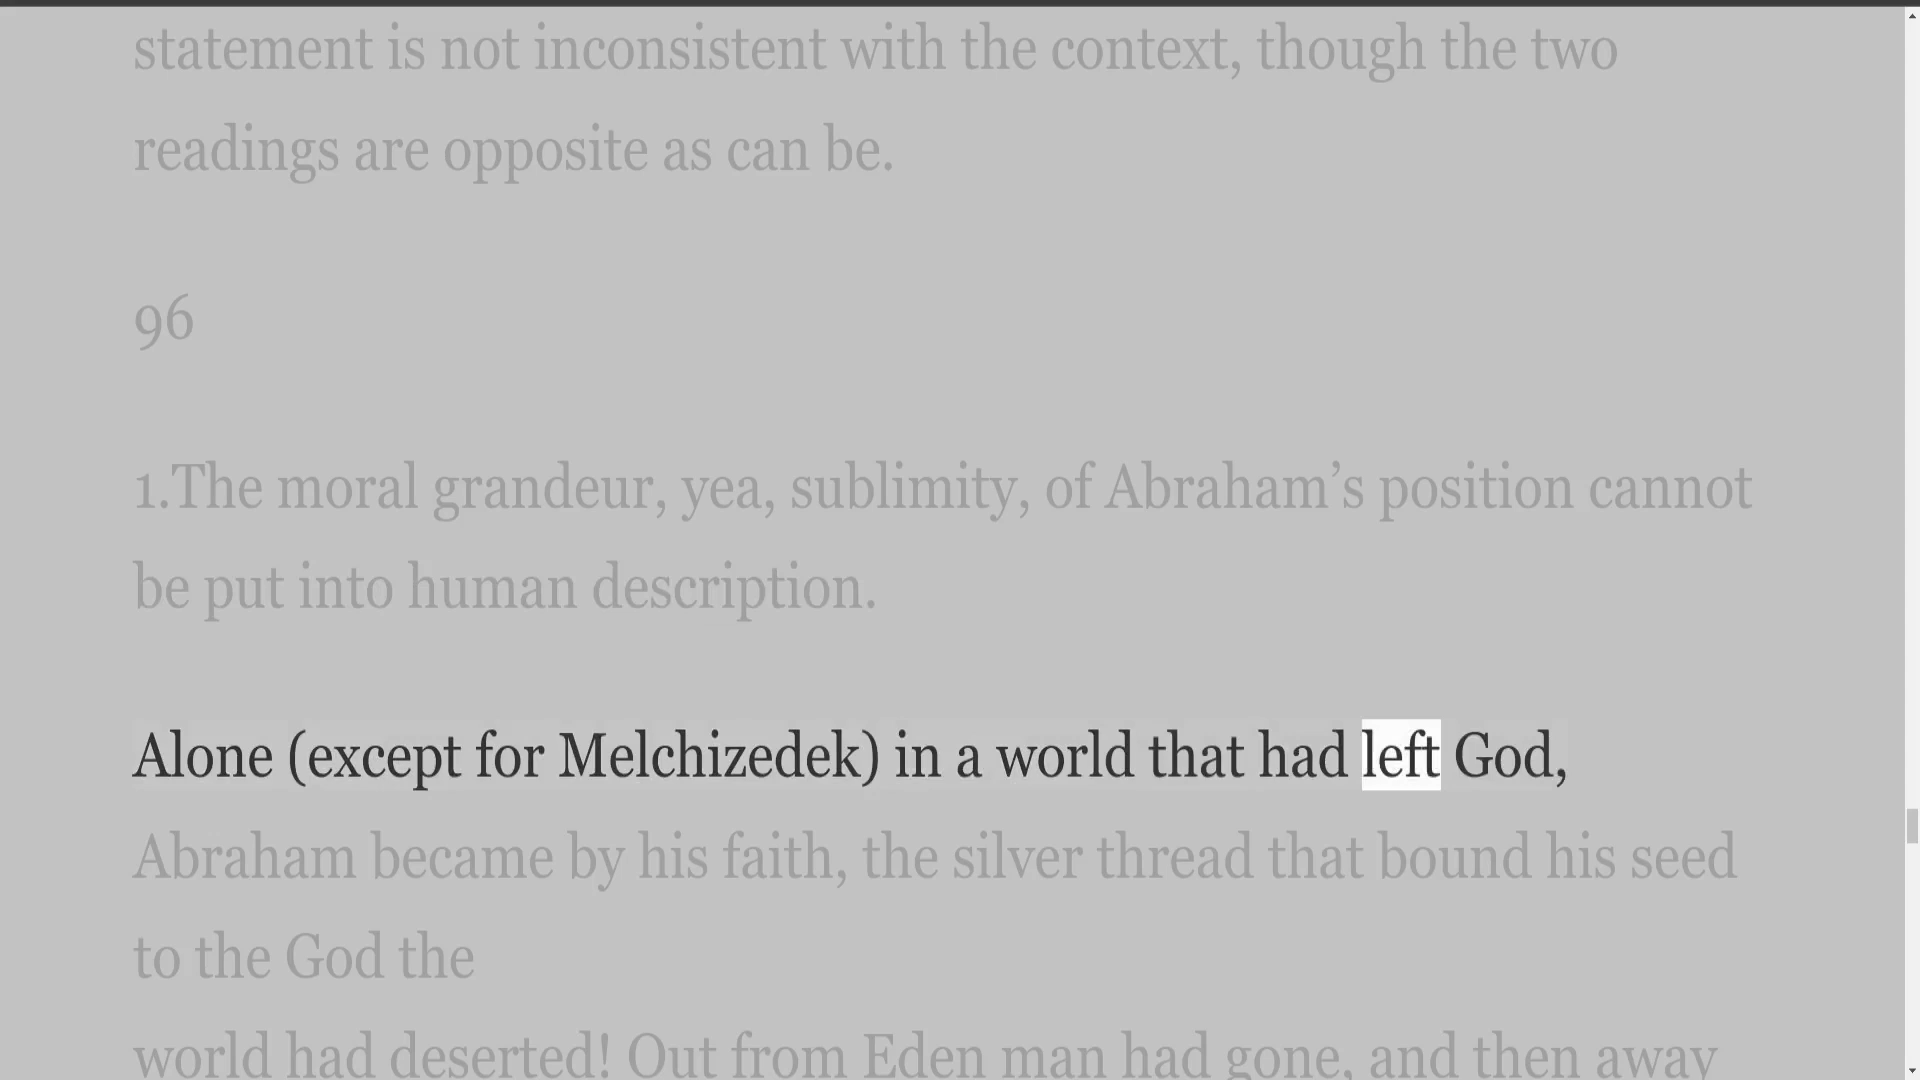 statement is not inconsistent with the context, though the two
readings are opposite as can be.
96
1.The moral grandeur, yea, sublimity, of Abraham’s position cannot
be put into human description.
Alone (except for Melchizedek) in a world that had left God,
Abraham became by his faith, the silver thread that bound his seed
to the God the
world had deserted! Out from Eden man had gone, and then away